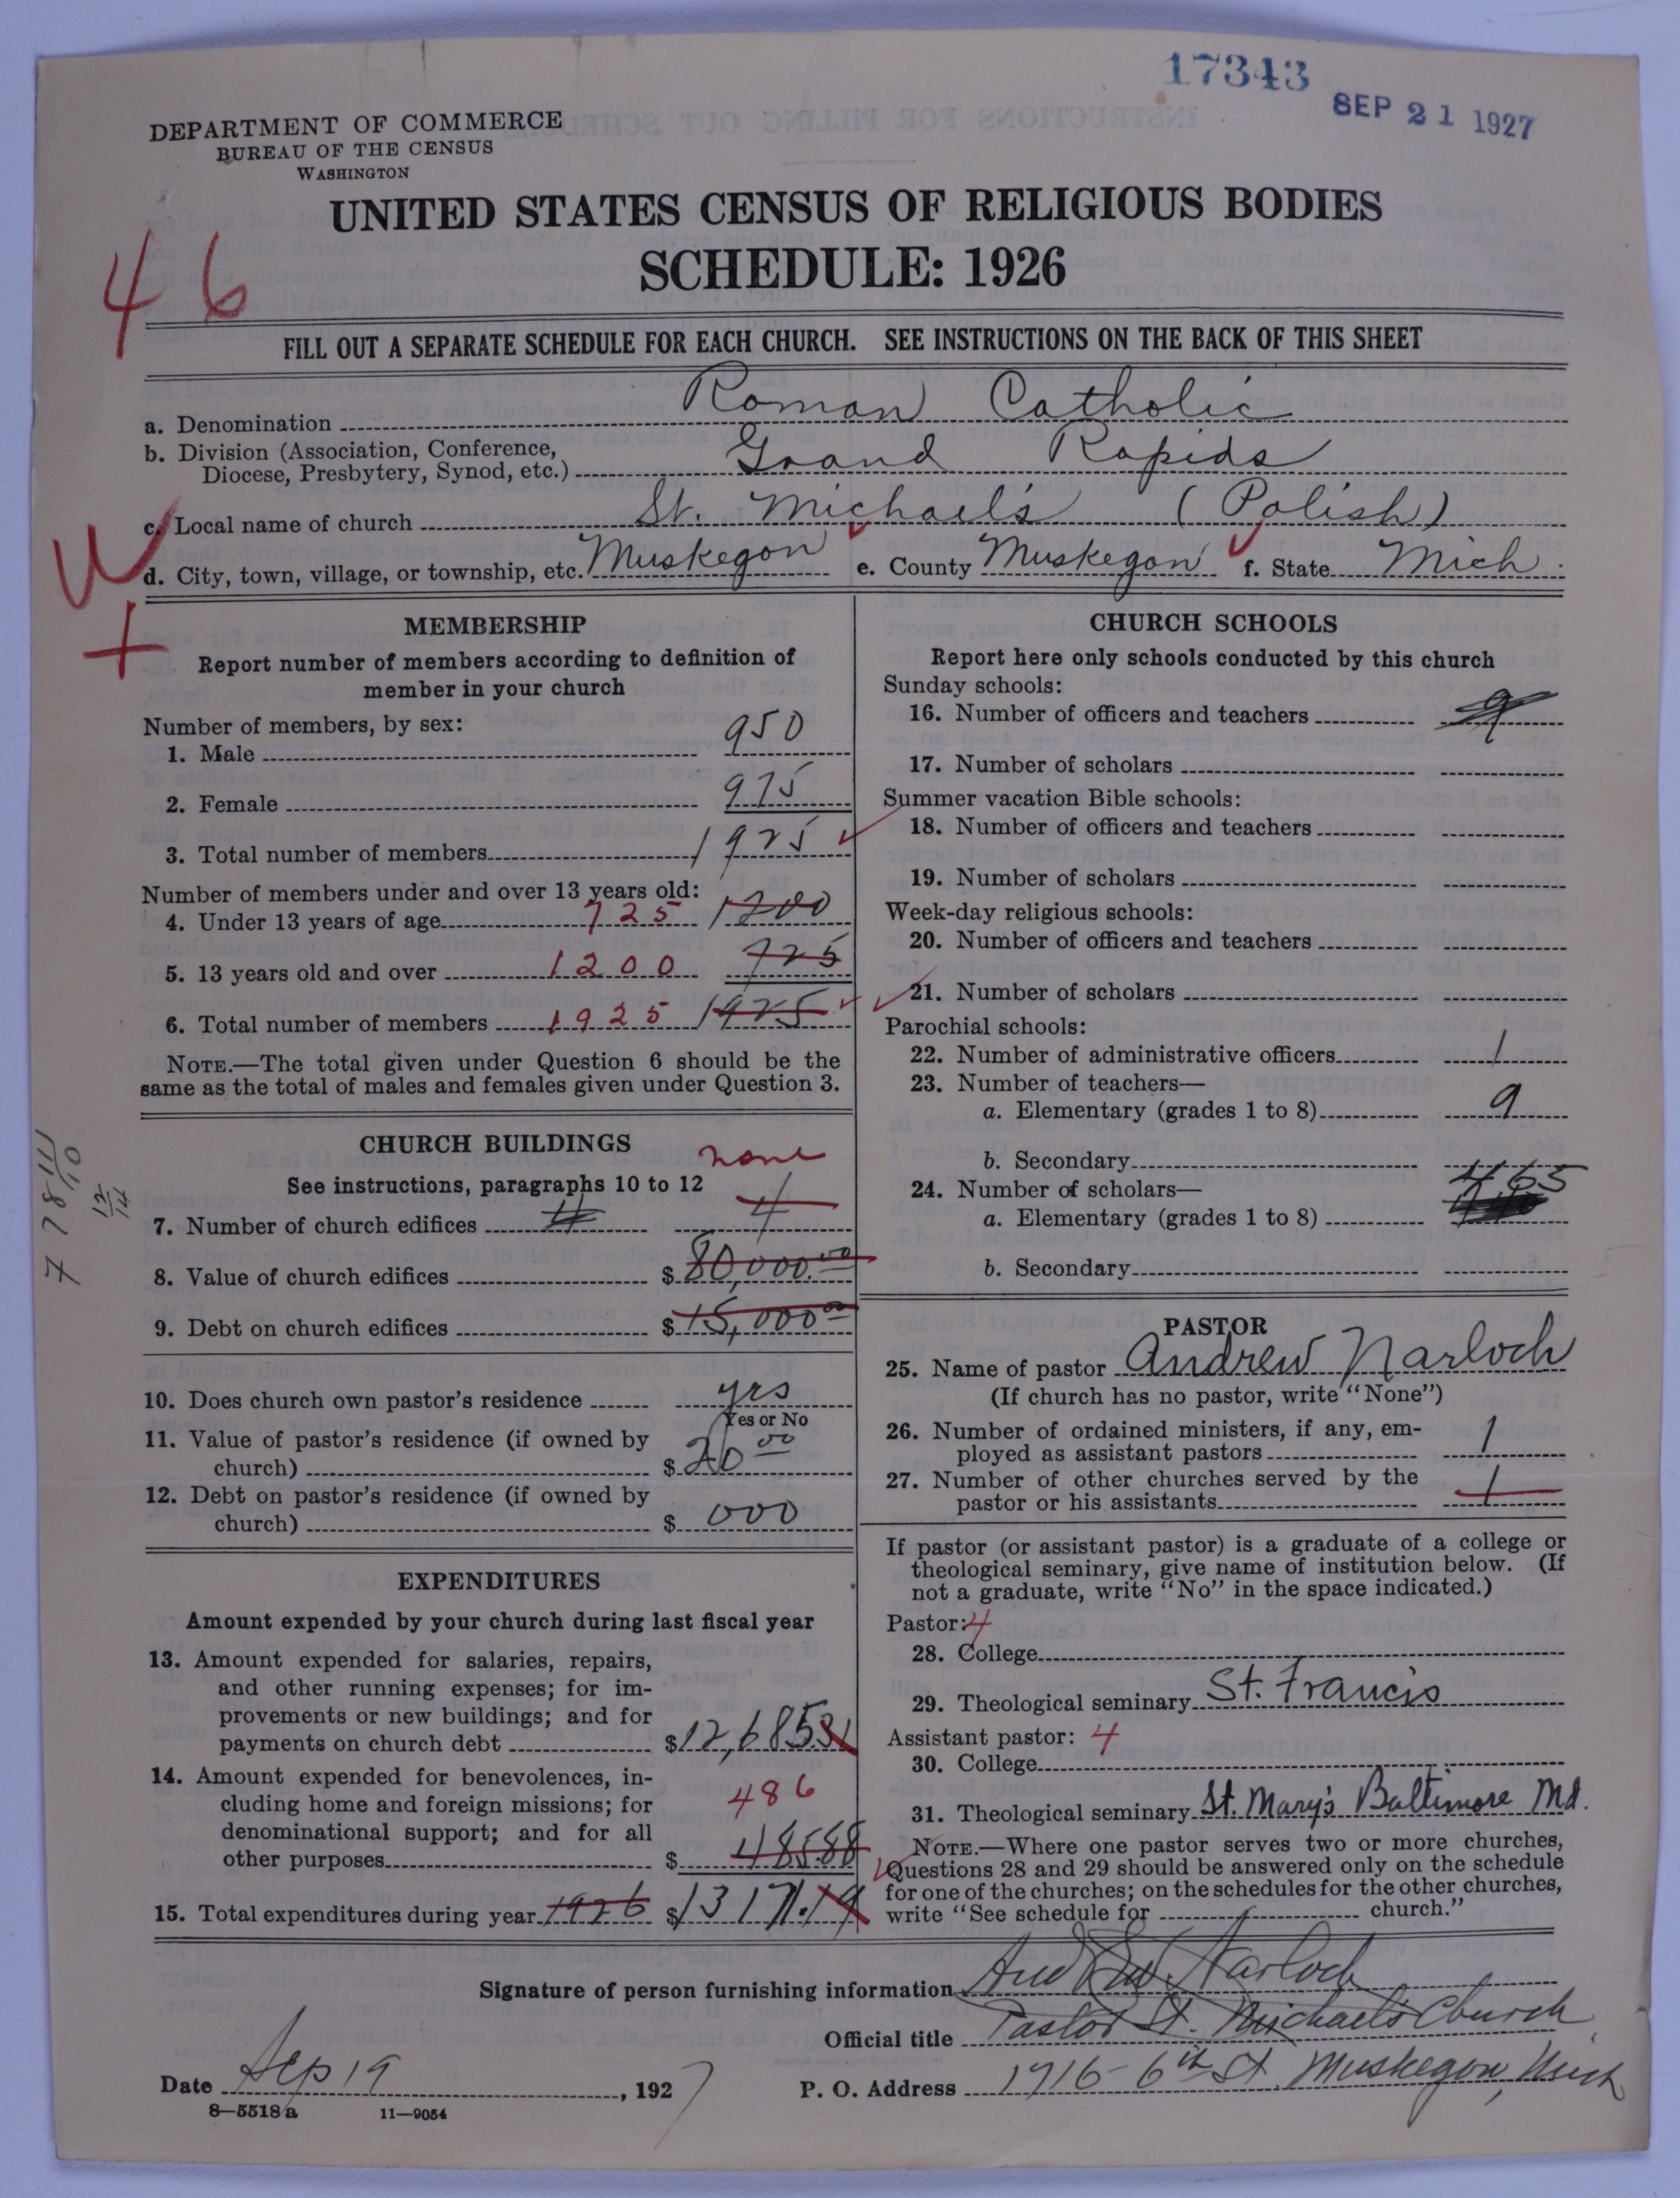 17343
SEP 21 1927
DEPARTMENT OF COMMERCE
BUREAU OF THE CENSUS
WASHINGTON
UNITED STATES CENSUS OF RELIGIOUS BODIES
SCHEDULE: 1926
46
FILL OUT A SEPARATE SCHEDULE FOR EACH CHURCH. SEE INSTRUCTIONS ON THE BACK OF THIS SHEET
a. Denomination Roman Catholic
b. Division (Association, Conference,
Diocese, Presbytery, Synod, etc.) Grand Rapids
c. Local name of church St. Michael's (Polish)
d. City, town, village, or township, etc. Muskegon e. County Muskegon f. State Mich.
MEMBERSHIP
Report number of members according to definition of
member in your church
Number of members, by sex:
1. Male 950
2. Female 975
3. Total number of members 1925
Number of members under and over 13 years old:
4. Under 13 years of age 725 1200
5. 13 years old and over 1200 725
6. Total number of members 1925 1925
NOTE.—The total given under Question 6 should be the
same as the total of males and females given under Question 3.
CHURCH BUILDINGS
none
See instructions, paragraphs 10 to 12
7. Number of church edifices 4 4
8. Value of church edifices $ 80,000.00
9. Debt on church edifices $ 15,000 00
10. Does church own pastor's residence yes
Yes or No
11. Value of pastor's residence (if owned by
church) $ 20 00
12. Debt on pastor's residence (if owned by
church) $ 000
EXPENDITURES
Amount expended by your church during last fiscal year
13. Amount expended for salaries, repairs,
and other running expenses; for im-
provements or new buildings; and for
payments on church debt $12,685.31
14. Amount expended for benevolences, in-
cluding home and foreign missions; for
denominational support; and for all
other purposes $ 486 485.88
15. Total expenditures during year 1926 $13171.19
CHURCH SCHOOLS
Report here only schools conducted by this church
Sunday schools:
16. Number of officers and teachers 9
17. Number of scholars
Summer vacation Bible schools:
18. Number of officers and teachers
19. Number of scholars
Week-day religious schools:
20. Number of officers and teachers
21. Number of scholars
Parochial schools:
22. Number of administrative officers 1
23. Number of teachers—
a. Elementary (grades 1 to 8) 9
b. Secondary
24. Number of scholars—
a. Elementary (grades 1 to 8) 465
b. Secondary
PASTOR
25. Name of pastor Andrew Narloch
(If church has no pastor, write "None")
26. Number of ordained ministers, if any, em-
ployed as assistant pastors 1
27. Number of other churches served by the
pastor or his assistants 1
If pastor (or assistant pastor) is a graduate of a college or
theological seminary, give name of institution below. (If
not a graduate, write "No" in the space indicated.)
Pastor: 4
28. College
29. Theological seminary St. Francis
Assistant pastor: 4
30. College
31. Theological seminary St. Mary's Baltimore Md.
NOTE.—Where one pastor serves two or more churches,
Questions 28 and 29 should be answered only on the schedule
for one of the churches; on the schedules for the other churches,
write "See schedule for church."
Signature of person furnishing information Andrew Narloch
Official title Pastor St. Michael's Church
Date Sep 19, 1927 P. O. Address 1716-6th St. Muskegon, Mich
8—5518a 11—9054